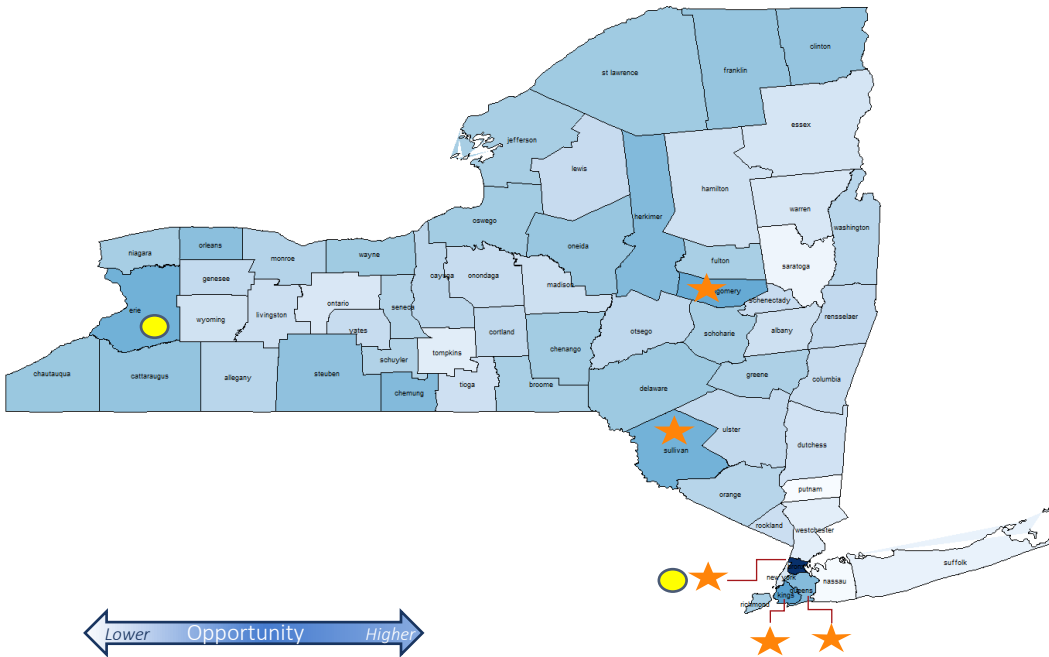 clinton
franklin
st lawrence
essex
jefferson
lewis
hamilton
warren
herkimer
oswego
washington
oneida
orleans
niagara
monroe
wayne
fulton
saratoga
cayuga
onondaga
genesee
madison
gomery
schenectady
ontario
seneca
erie
wyoming
livingston
yates
cortland
otsego
schoharie
albany
rensselaer
chenango
tompkins
schuyler
chautauqua
cattaraugus
allegany
steuben
greene
columbia
tioga
broome
delaware
chemung
ulster
dutchess
sullivan
putnam
orange
rockland
westchester
suffolk
new york
nassau
queens
kings
richmond
Lower Opportunity Higher